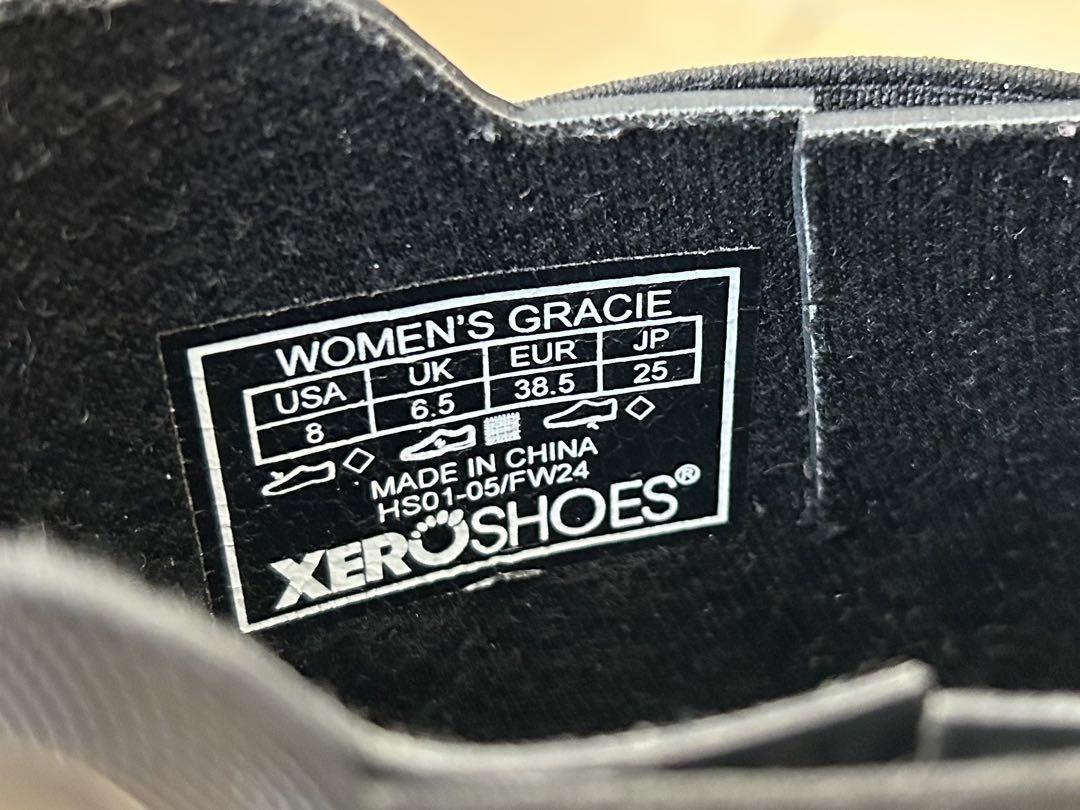 WOMEN'S GRACIE
USA UK EUR JP
8 6.5 38.5 25
MADE IN CHINA
HS01-05/FW24
XEROSHOES®